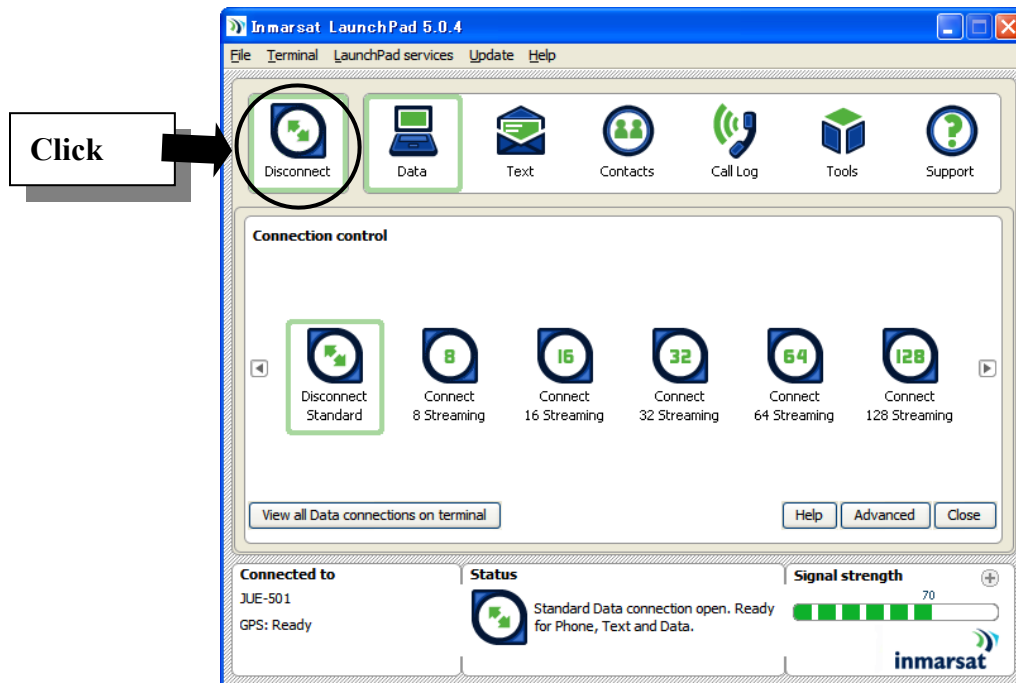 Inmarsat LaunchPad 5.0.4
File Terminal LaunchPad services Update Help
Click
Disconnect Data Text Contacts Call Log Tools Support
Connection control
8 16 32 64 128
Disconnect Connect Connect Connect Connect Connect
Standard 8 Streaming 16 Streaming 32 Streaming 64 Streaming 128 Streaming
View all Data connections on terminal Help Advanced Close
Connected to Status Signal strength
JUE-501
GPS: Ready
Standard Data connection open. Ready
for Phone, Text and Data.
70
inmarsat